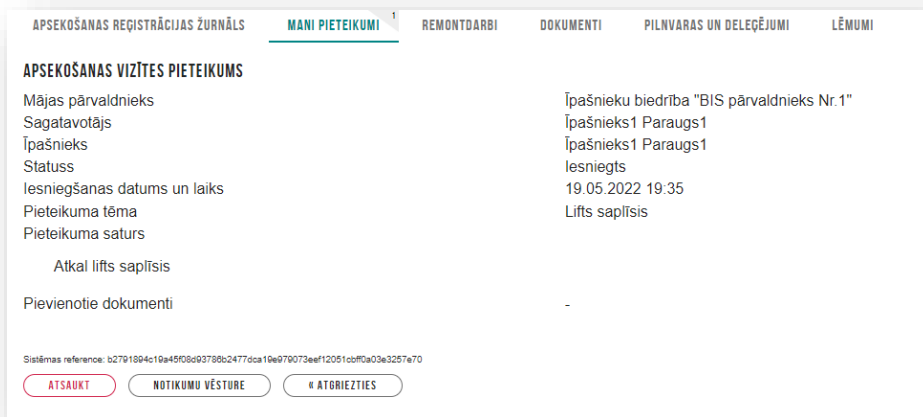 APSEKOŠANAS REĢISTRĀCIJAS ŽURNĀLS MANI PIETEIKUMI 1 REMONTDARBI DOKUMENTI PILNVARAS UN DELEĢĒJUMI LĒMUMI
APSEKOŠANAS VIZĪTES PIETEIKUMS
Mājas pārvaldnieks Īpašnieku biedrība "BIS pārvaldnieks Nr.1"
Sagatavotājs Īpašnieks1 Paraugs1
Īpašnieks Īpašnieks1 Paraugs1
Statuss Iesniegts
Iesniegšanas datums un laiks 19.05.2022 19:35
Pieteikuma tēma Lifts saplīsis
Pieteikuma saturs
Atkal lifts saplīsis
Pievienotie dokumenti -
Sistēmas reference: b2791894c19a45f08d93786b2477dca19e979073eef12051cbff0a03e3257e70
ATSAUKT NOTIKUMU VĒSTURE « ATGRIEZTIES